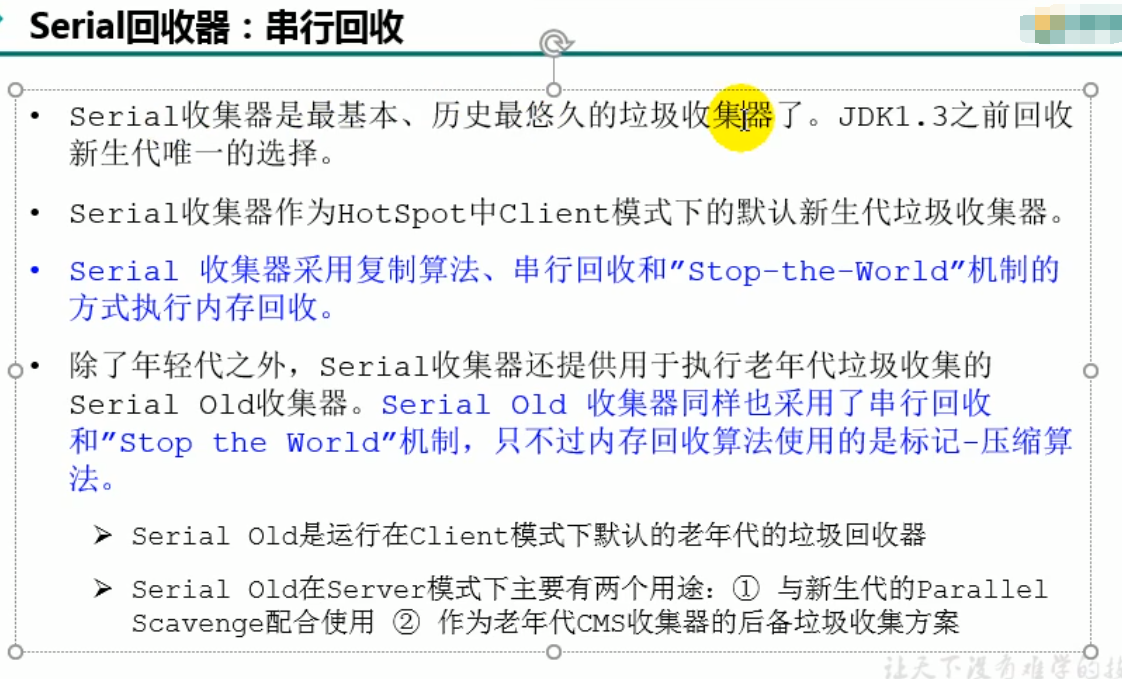 Serial回收器：串行回收
• Serial收集器是最基本、历史最悠久的垃圾收集器了。JDK1.3之前回收
新生代唯一的选择。
• Serial收集器作为HotSpot中Client模式下的默认新生代垃圾收集器。
• Serial 收集器采用复制算法、串行回收和"Stop-the-World"机制的
方式执行内存回收。
• 除了年轻代之外，Serial收集器还提供用于执行老年代垃圾收集的
Serial Old收集器。Serial Old 收集器同样也采用了串行回收
和"Stop the World"机制，只不过内存回收算法使用的是标记-压缩算
法。
➢ Serial Old是运行在Client模式下默认的老年代的垃圾回收器
➢ Serial Old在Server模式下主要有两个用途：① 与新生代的Parallel
Scavenge配合使用 ② 作为老年代CMS收集器的后备垃圾收集方案
让天下没有难学的技